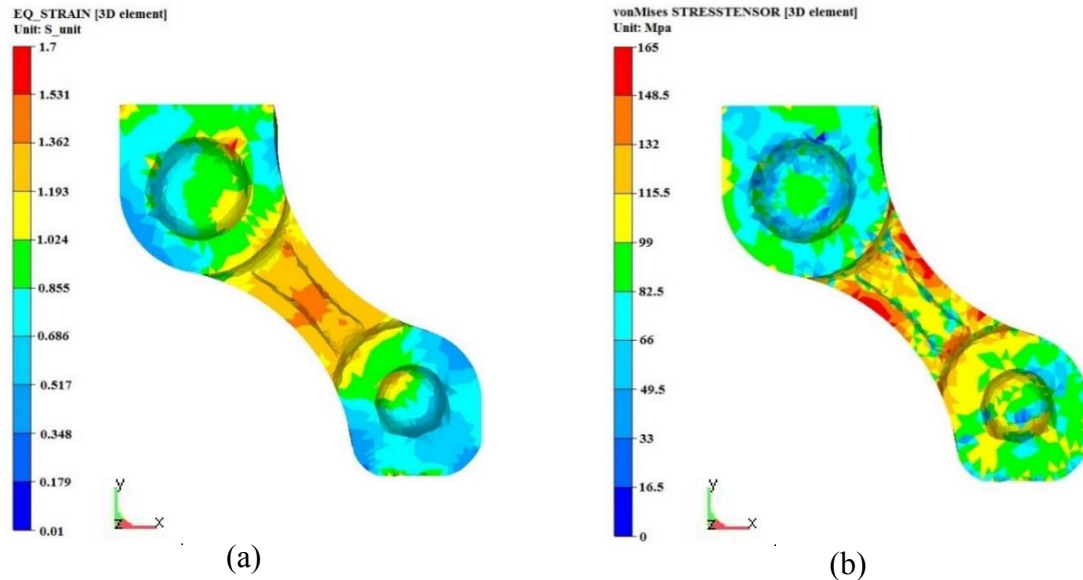 EQ_STRAIN [3D element]
Unit: S_unit
1.7
1.531
1.362
1.193
1.024
0.855
0.686
0.517
0.348
0.179
0.01
y
z
x
(a)
vonMises STRESSTENSOR [3D element]
Unit: Mpa
165
148.5
132
115.5
99
82.5
66
49.5
33
16.5
0
y
z
x
(b)